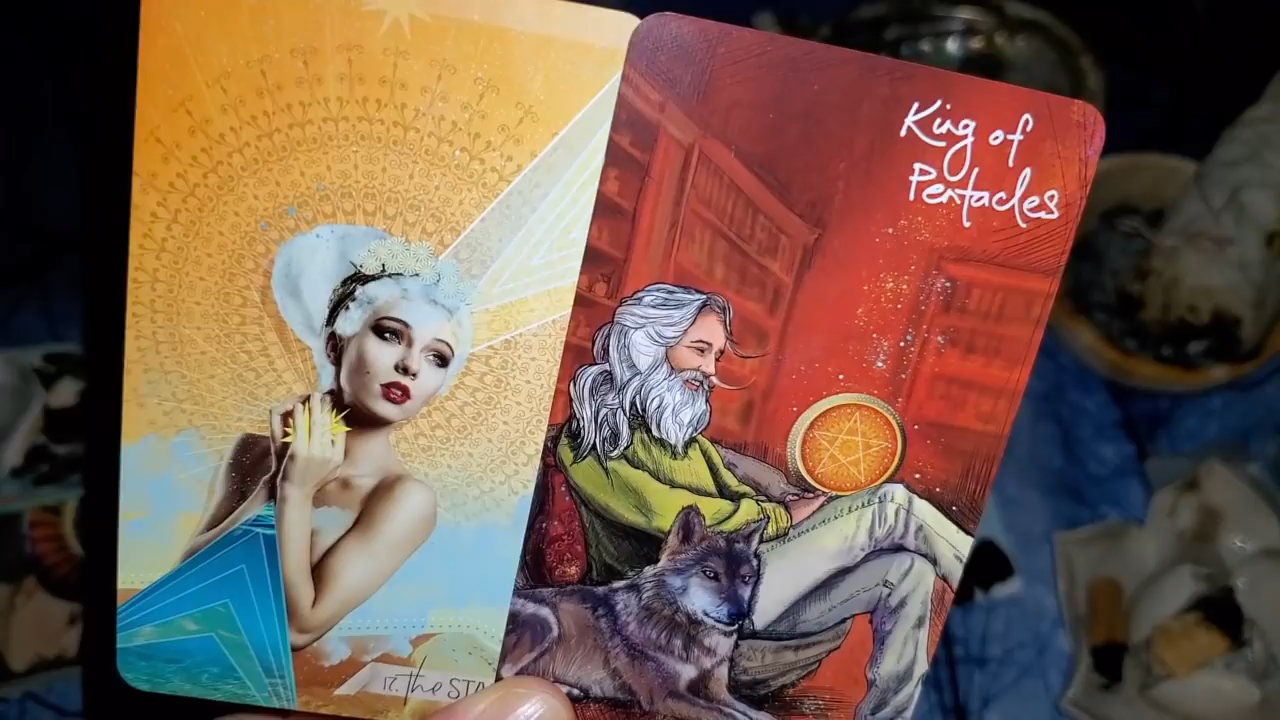 King of
Pentacles
17. the STA